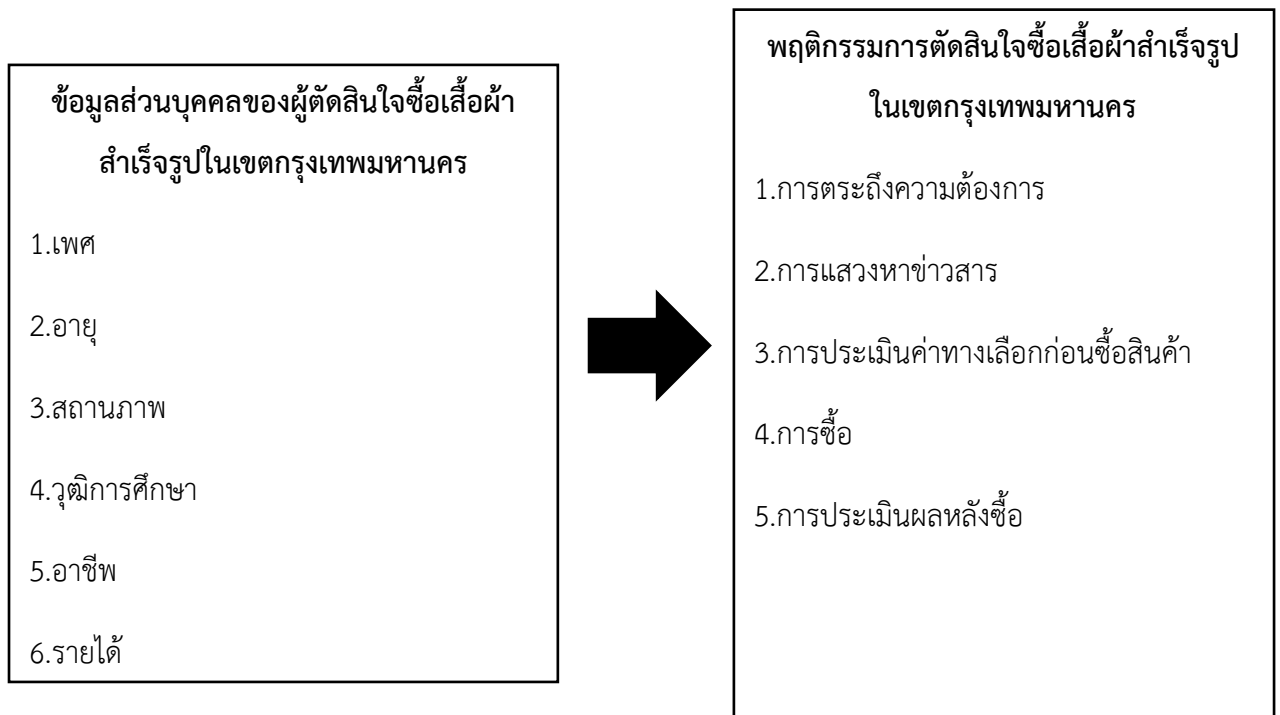 ข้อมูลส่วนบุคคลของผู้ตัดสินใจซื้อเสื้อผ้า
สำเร็จรูปในเขตกรุงเทพมหานคร
1.เพศ
2.อายุ
3.สถานภาพ
4.วุฒิการศึกษา
5.อาชีพ
6.รายได้
พฤติกรรมการตัดสินใจซื้อเสื้อผ้าสำเร็จรูป
ในเขตกรุงเทพมหานคร
1.การตระถึงความต้องการ
2.การแสวงหาข่าวสาร
3.การประเมินค่าทางเลือกก่อนซื้อสินค้า
4.การซื้อ
5.การประเมินผลหลังซื้อ